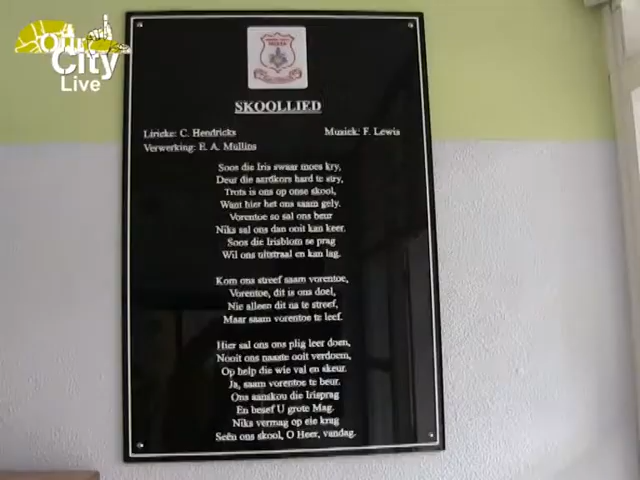 Our
City
Live
SKOOLLIED
Liricke: C. Hendricks Musiek: F. Lewis
Verwerking: E. A. Mullins
Soos die Iris swaar moes kry,
Deur die aardkors hard te stry,
Trots is ons op onse skool,
Want hier het ons saam gely.
Vorentoe so sal ons beur
Niks sal ons dan ooit kan keer.
Soos die Irisblom se prag
Wil ons uitstraal en kan lag.
Kom ons streef saam vorentoe,
Vorentoe, dit is ons doel,
Nie alleen dit na te streef,
Maar saam vorentoe te leef.
Hier sal ons ons plig leer doen,
Nooit ons naaste ooit verdoem,
Op help die wie val en skeur.
Ja, saam vorentoe te beur.
Ons aanskou die Irisprag
En besef U grote Mag.
Niks vermag op eie krag
Seën ons skool, O Heer, vandag.